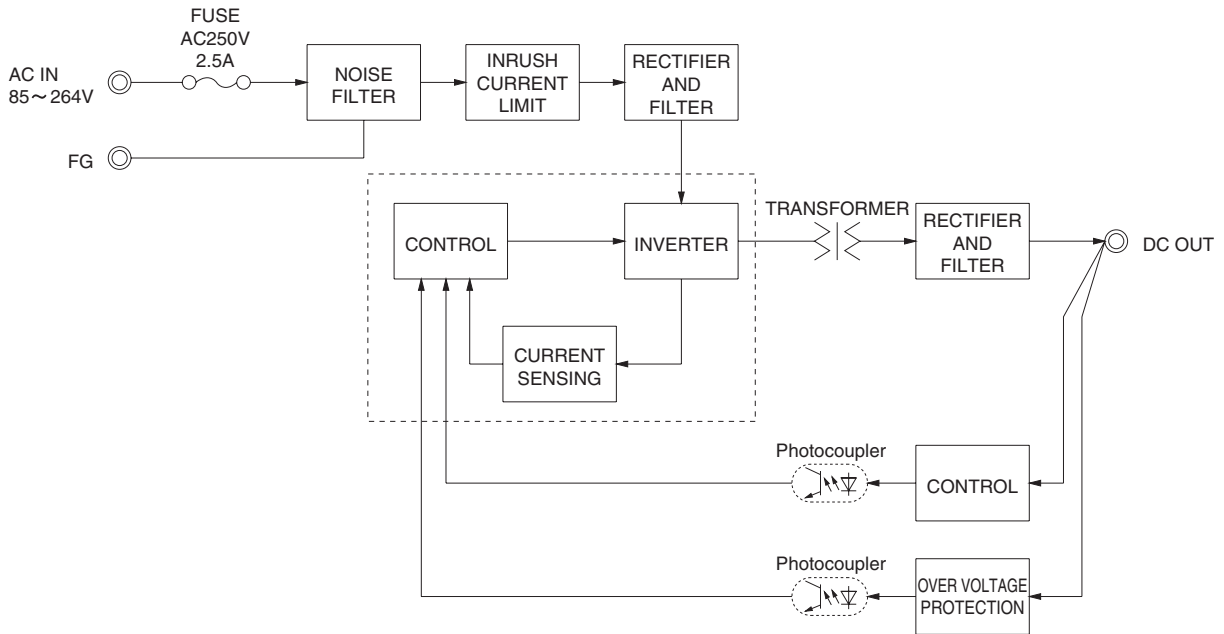 FUSE
AC250V
2.5A
AC IN
85～264V
FG
NOISE
FILTER
INRUSH
CURRENT
LIMIT
RECTIFIER
AND
FILTER
CONTROL
INVERTER
TRANSFORMER
RECTIFIER
AND
FILTER
DC OUT
CURRENT
SENSING
Photocoupler
CONTROL
Photocoupler
OVER VOLTAGE
PROTECTION